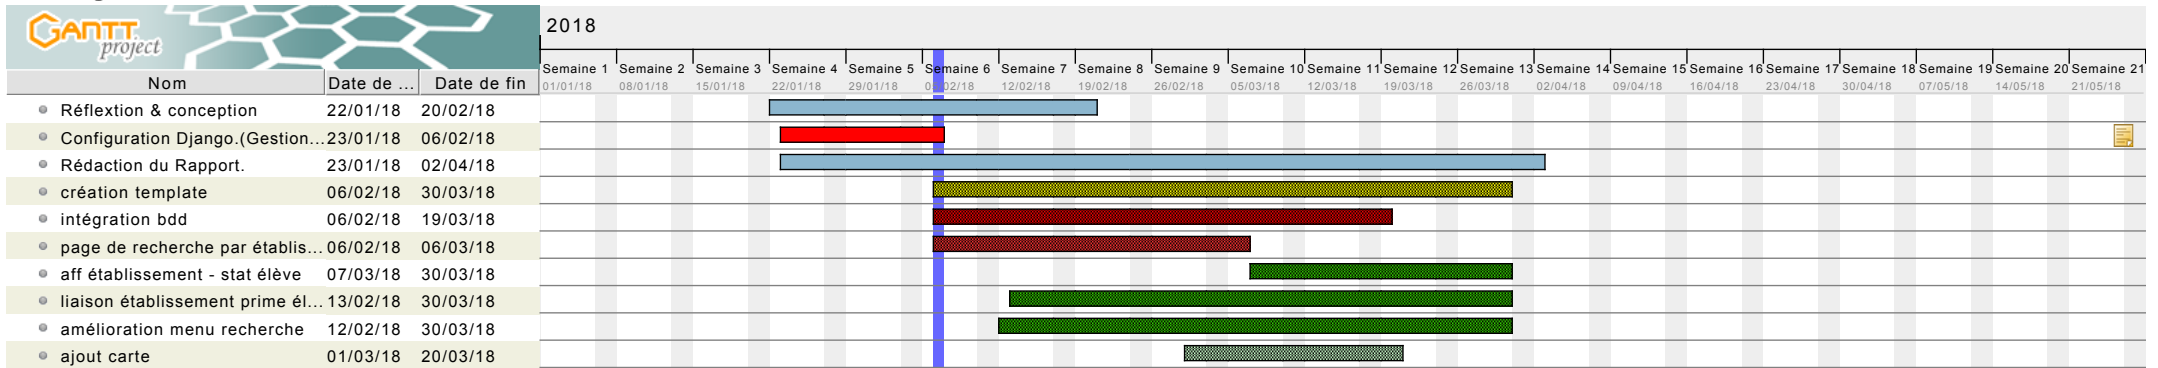 GANTT
project
2018
Semaine 1 Semaine 2 Semaine 3 Semaine 4 Semaine 5 Semaine 6 Semaine 7 Semaine 8 Semaine 9 Semaine 10 Semaine 11 Semaine 12 Semaine 13 Semaine 14 Semaine 15 Semaine 16 Semaine 17 Semaine 18 Semaine 19 Semaine 20 Semaine 21
Nom Date de ... Date de fin 01/01/18 08/01/18 15/01/18 22/01/18 29/01/18 05/02/18 12/02/18 19/02/18 26/02/18 05/03/18 12/03/18 19/03/18 26/03/18 02/04/18 09/04/18 16/04/18 23/04/18 30/04/18 07/05/18 14/05/18 21/05/18
Réflextion & conception 22/01/18 20/02/18
Configuration Django.(Gestion... 23/01/18 06/02/18
Rédaction du Rapport. 23/01/18 02/04/18
création template 06/02/18 30/03/18
intégration bdd 06/02/18 19/03/18
page de recherche par établis... 06/02/18 06/03/18
aff établissement - stat élève 07/03/18 30/03/18
liaison établissement prime él... 13/02/18 30/03/18
amélioration menu recherche 12/02/18 30/03/18
ajout carte 01/03/18 20/03/18